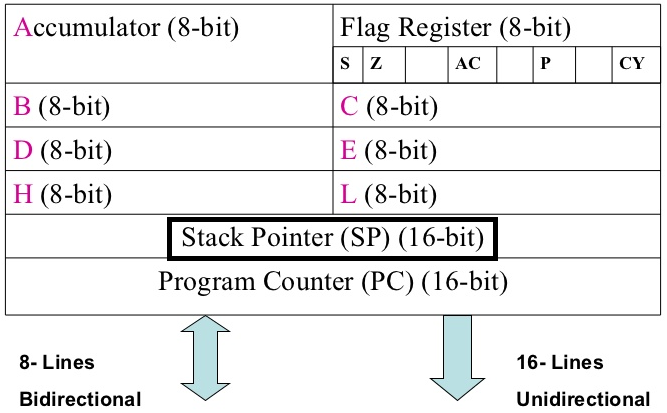 Accumulator (8-bit)
Flag Register (8-bit)
S Z AC P CY
B (8-bit)
C (8-bit)
D (8-bit)
E (8-bit)
H (8-bit)
L (8-bit)
Stack Pointer (SP) (16-bit)
Program Counter (PC) (16-bit)
8- Lines
Bidirectional
16- Lines
Unidirectional